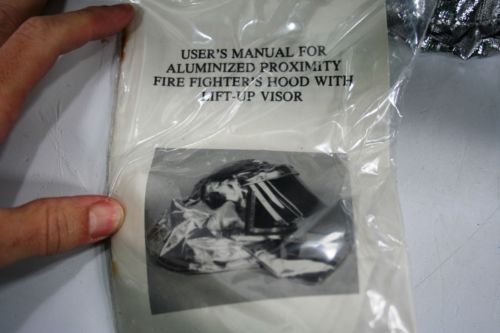 USER'S MANUAL FOR
ALUMINIZED PROXIMITY
FIRE FIGHTER'S HOOD WITH
LIFT-UP VISOR